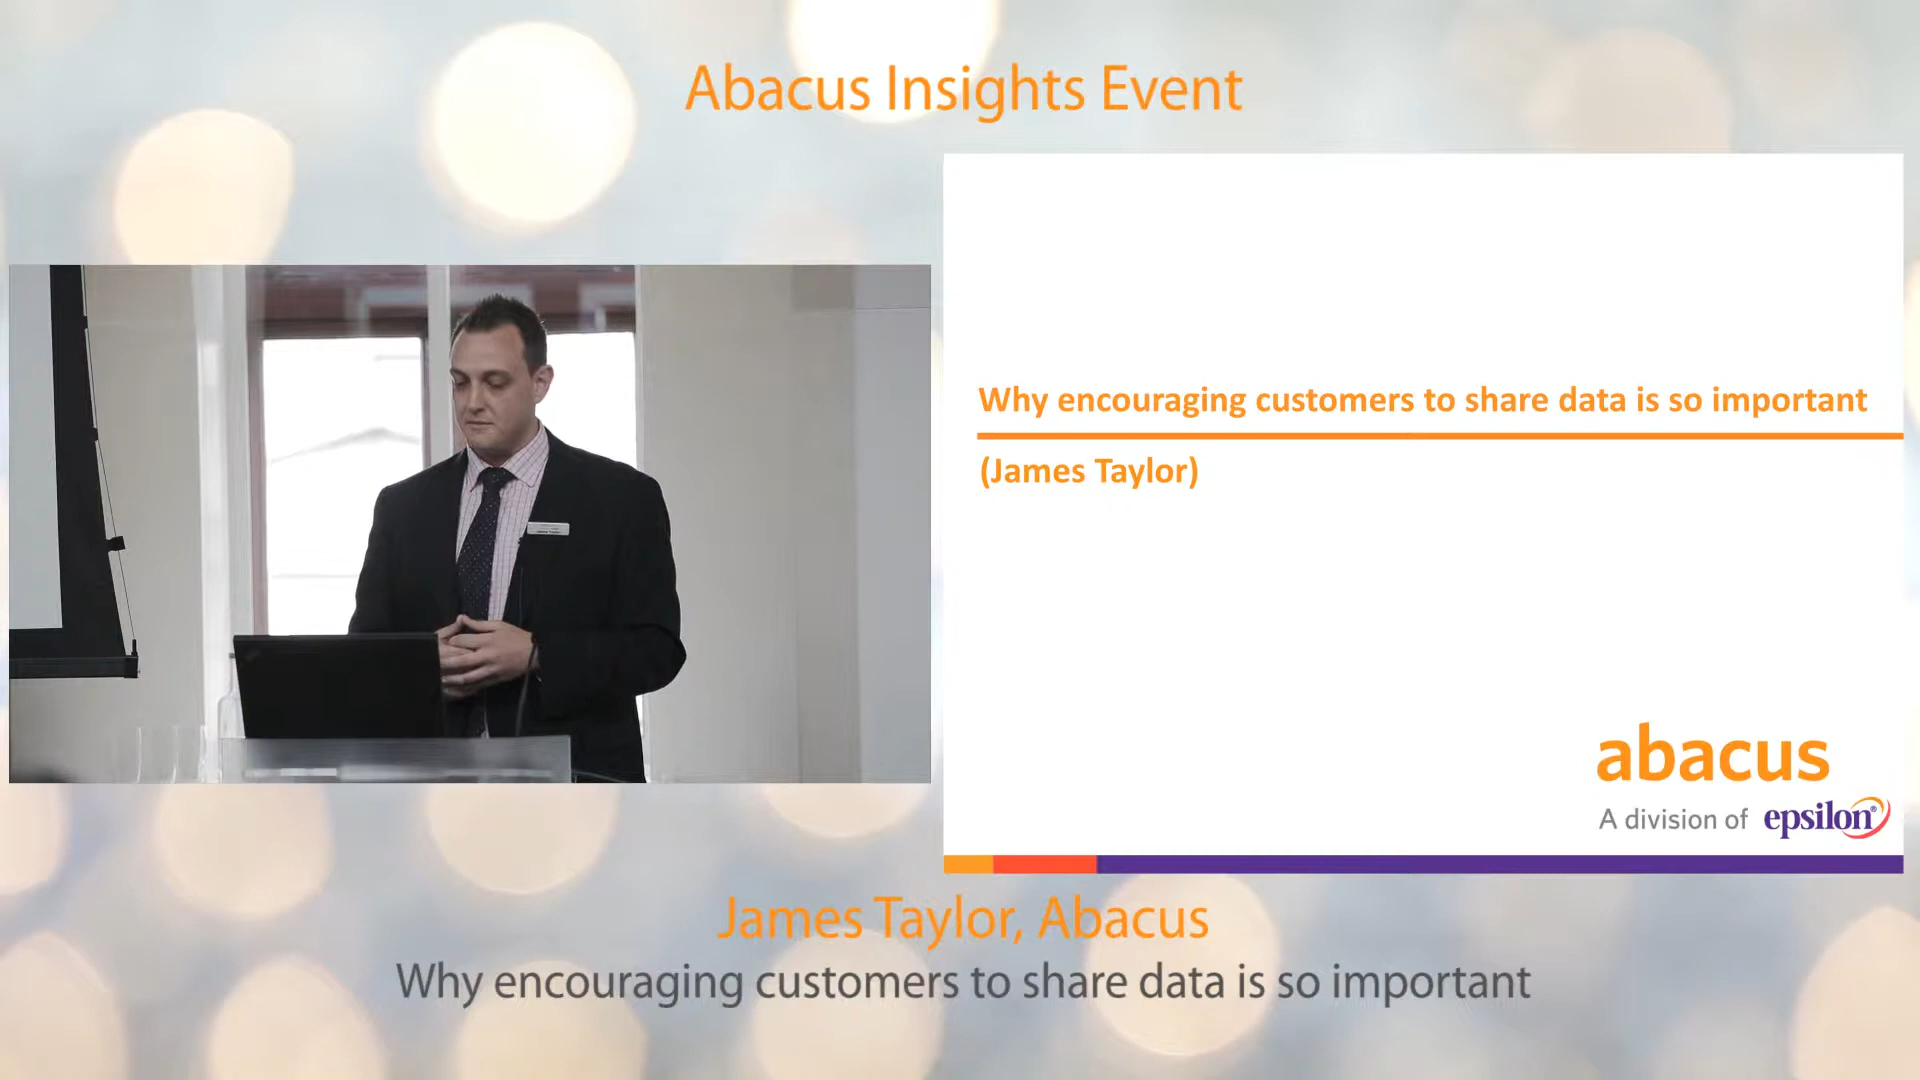 Abacus Insights Event
Why encouraging customers to share data is so important
(James Taylor)
abacus
A division of epsilon®
James Taylor, Abacus
Why encouraging customers to share data is so important